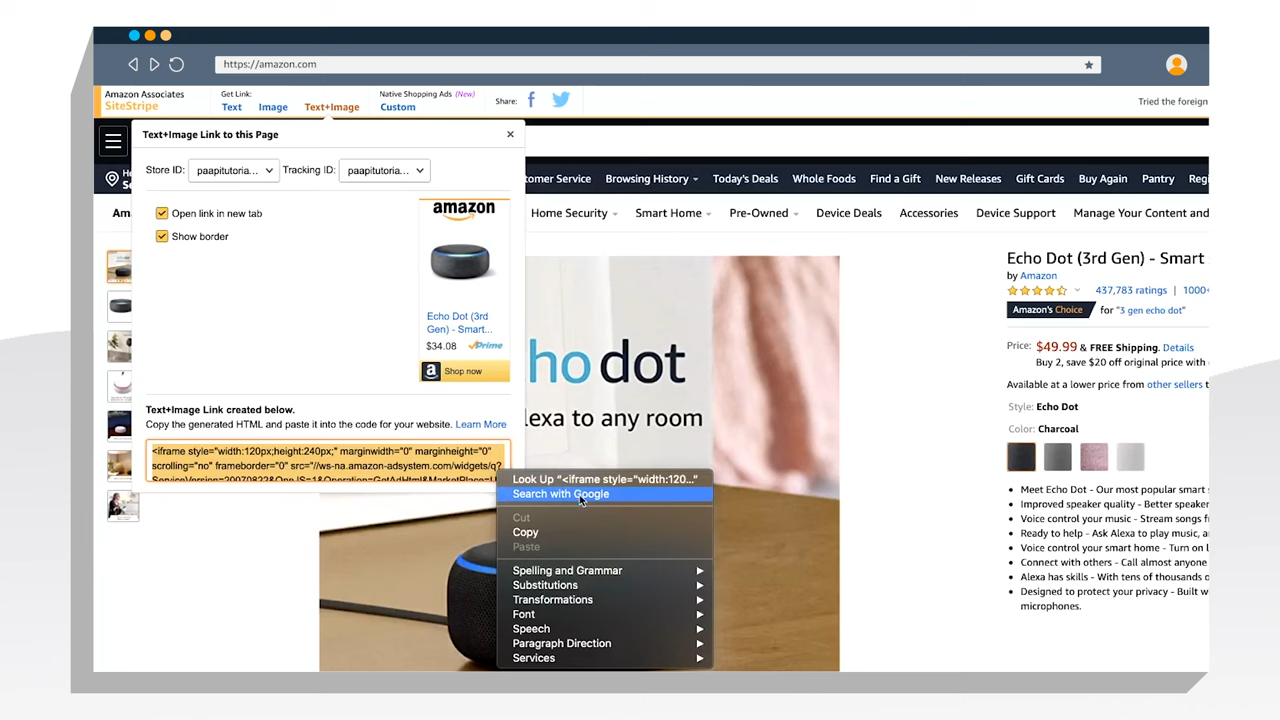 https://amazon.com
Amazon Associates
SiteStripe
Get Link:
Text Image Text+Image
Native Shopping Ads (New)
Custom
Share:
Tried the foreign
Text+Image Link to this Page
Store ID: paapitutoria... Tracking ID: paapitutoria...
Open link in new tab
Show border
amazon
Echo Dot (3rd
Gen) - Smart...
$34.08 Prime
a Shop now
Text+Image Link created below.
Copy the generated HTML and paste it into the code for your website. Learn More
<iframe style="width:120px;height:240px;" marginwidth="0" marginheight="0"
scrolling="no" frameborder="0" src="//ws-na.amazon-adsystem.com/widgets/q?
Look Up "<iframe style="width:120..."
Search with Google
Cut
Copy
Paste
Spelling and Grammar
Substitutions
Transformations
Font
Speech
Paragraph Direction
Services
He
Se
tomer Service Browsing History Today's Deals Whole Foods Find a Gift New Releases Gift Cards Buy Again Pantry Regi
Am
Home Security Smart Home Pre-Owned Device Deals Accessories Device Support Manage Your Content and
ho dot
lexa to any room
Echo Dot (3rd Gen) - Smart
by Amazon
437,783 ratings | 1000+
Amazon's Choice for "3 gen echo dot"
Price: $49.99 & FREE Shipping. Details
Buy 2, save $20 off original price with
Available at a lower price from other sellers t
Style: Echo Dot
Color: Charcoal
Meet Echo Dot - Our most popular smart s
Improved speaker quality - Better speaker
Voice control your music - Stream songs f
Ready to help - Ask Alexa to play music, a
Voice control your smart home - Turn on l
Connect with others - Call almost anyone
Alexa has skills - With tens of thousands o
Designed to protect your privacy - Built w
microphones.